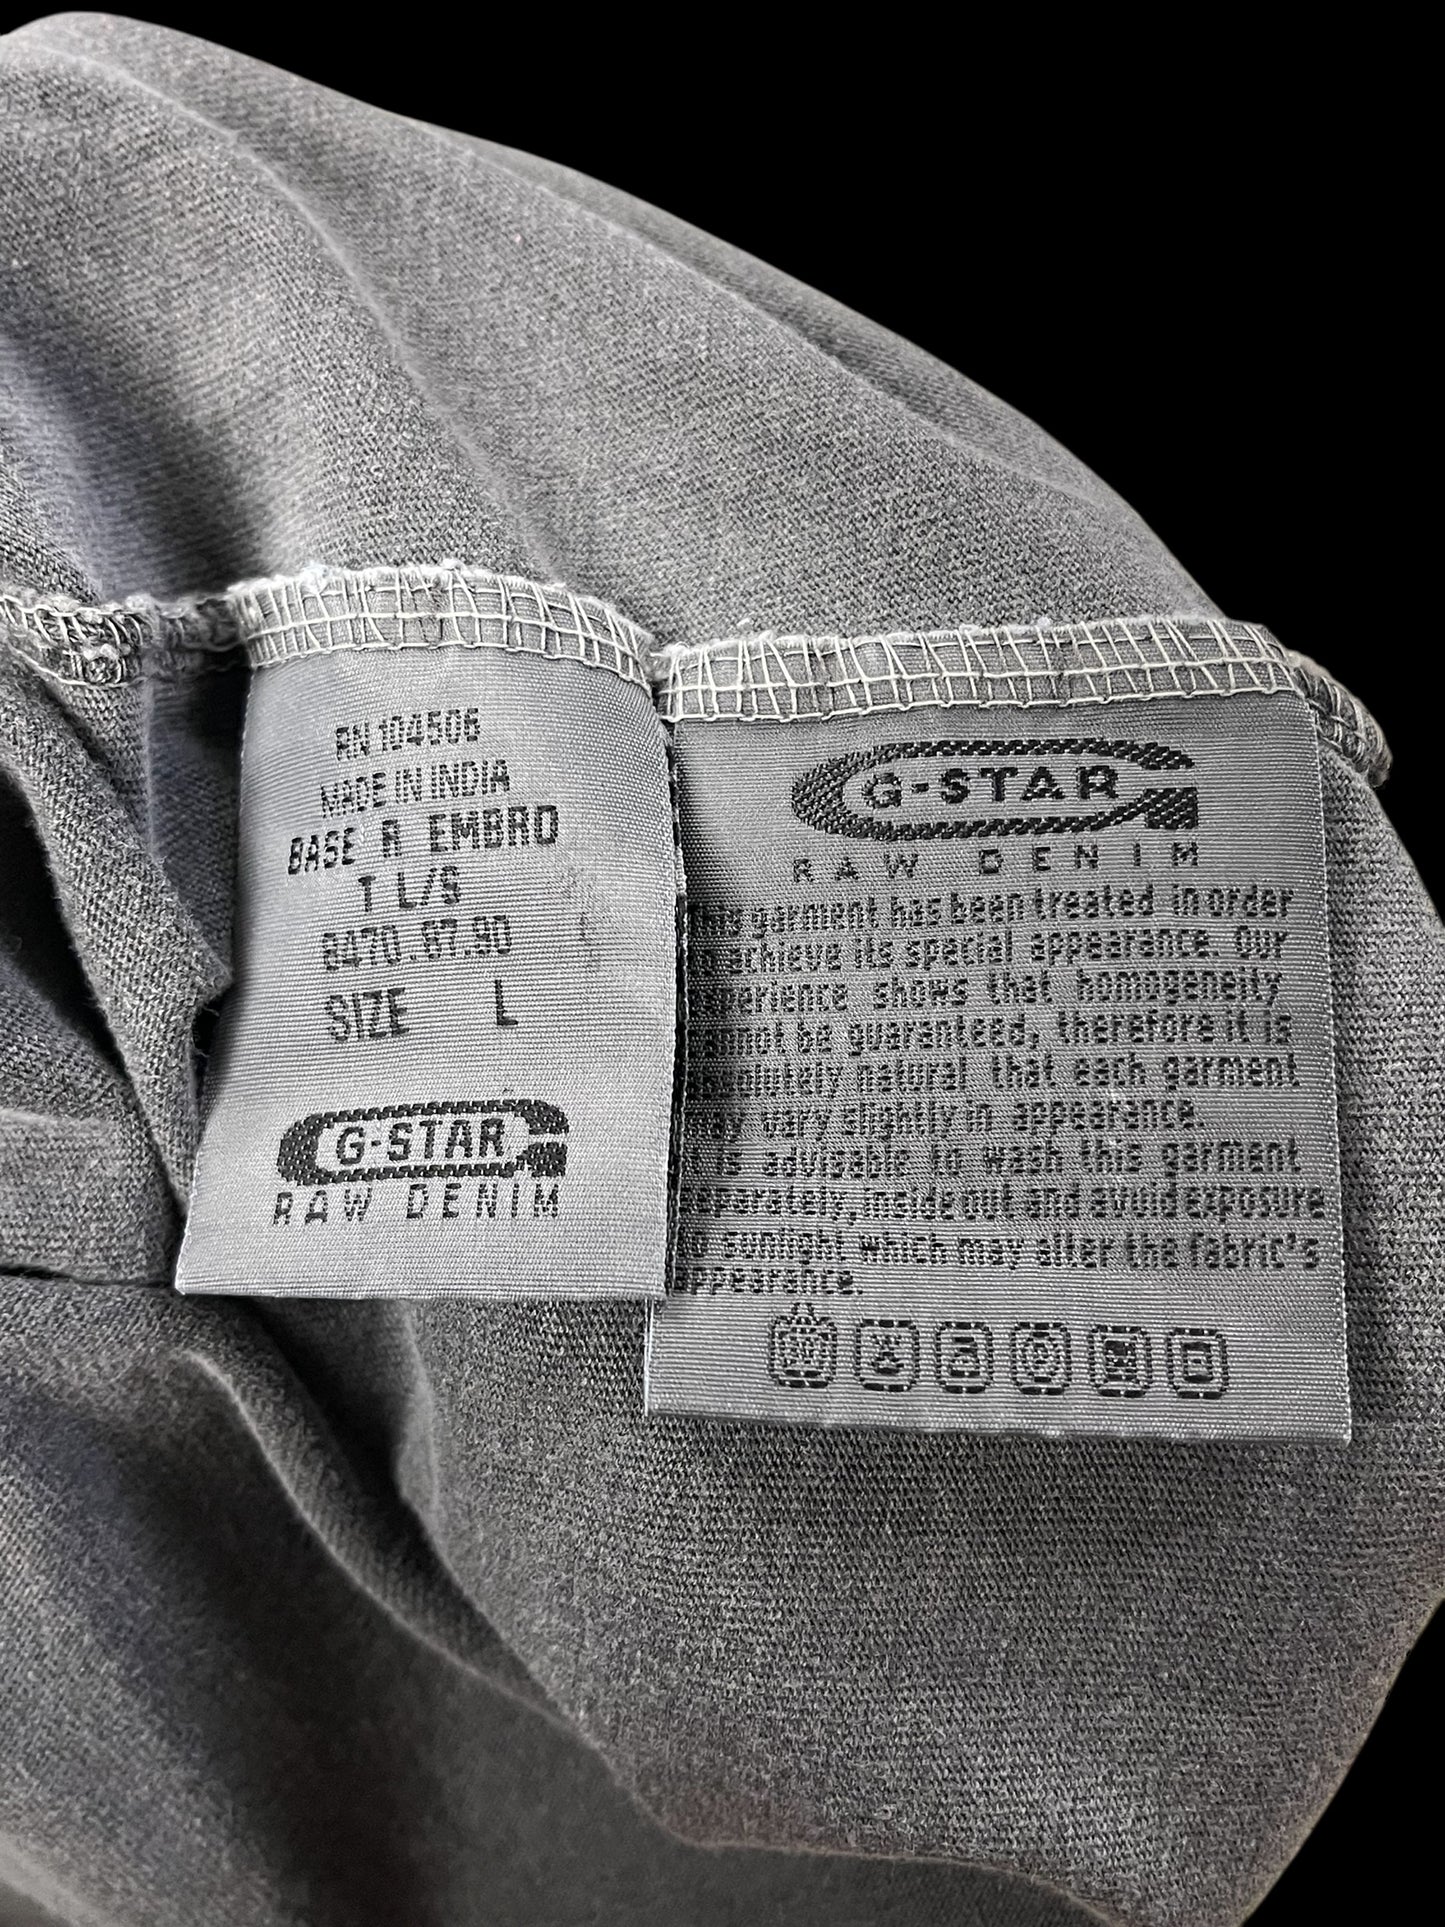 RN 104506
MADE IN INDIA
BASE R EMBRO
T L/S
8470.67.90
SIZE L
G-STAR
RAW DENIM
G-STAR
RAW DENIM
This garment has been treated in order
to achieve its special appearance. Our
experience shows that homogeneity
cannot be guaranteed, therefore it is
absolutely natural that each garment
may vary slightly in appearance.
It is advisable to wash this garment
separately, inside out and avoid exposure
to sunlight which may alter the fabric's
appearance.